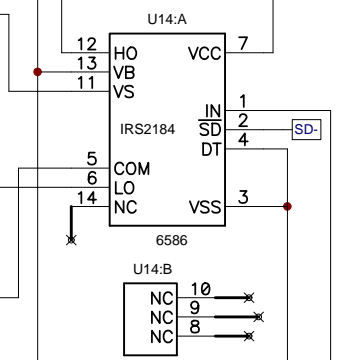 U14:A
12 HO VCC 7
13 VB
11 VS
IN 1
IRS2184 SD 2 SD-
DT 4
5 COM
6 LO
14 NC VSS 3
6586
U14:B
NC 10
NC 9
NC 8